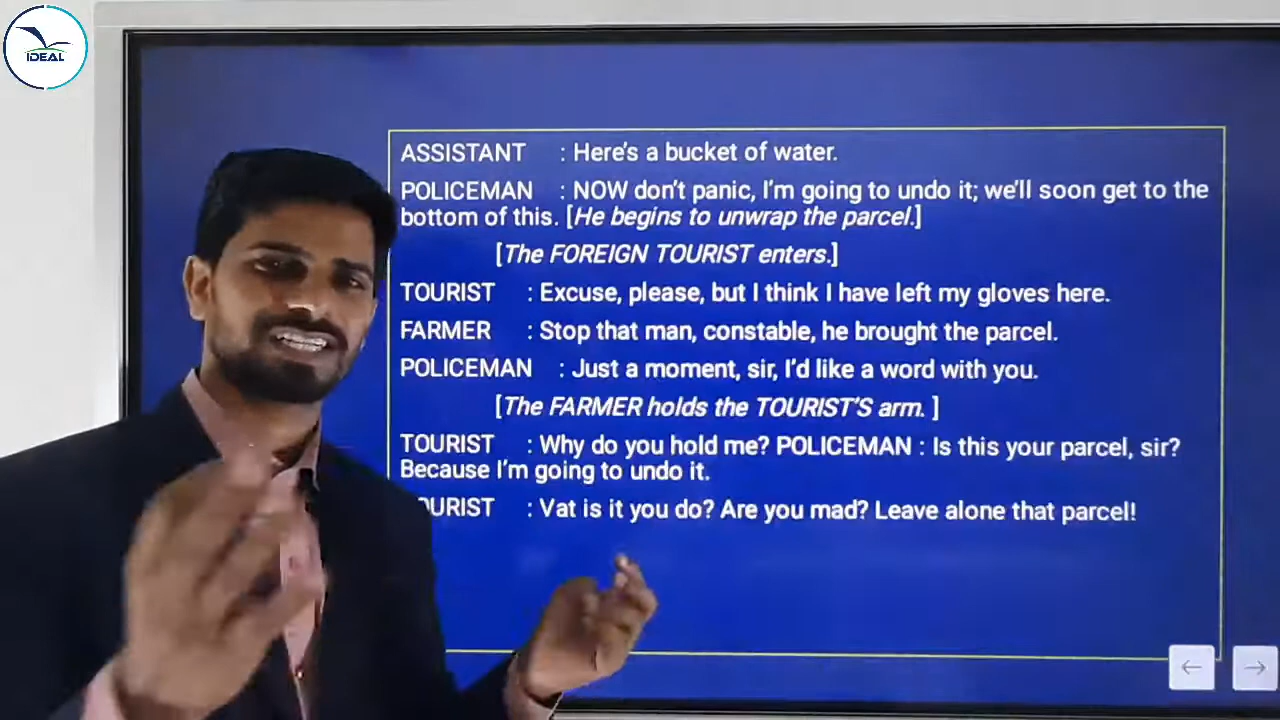 IDEAL
ASSISTANT : Here's a bucket of water.
POLICEMAN : NOW don't panic, I'm going to undo it; we'll soon get to the
bottom of this. [He begins to unwrap the parcel.]
[The FOREIGN TOURIST enters.]
TOURIST : Excuse, please, but I think I have left my gloves here.
FARMER : Stop that man, constable, he brought the parcel.
POLICEMAN : Just a moment, sir, I'd like a word with you.
[The FARMER holds the TOURIST'S arm. ]
TOURIST : Why do you hold me? POLICEMAN : Is this your parcel, sir?
Because I'm going to undo it.
OURIST : Vat is it you do? Are you mad? Leave alone that parcel!